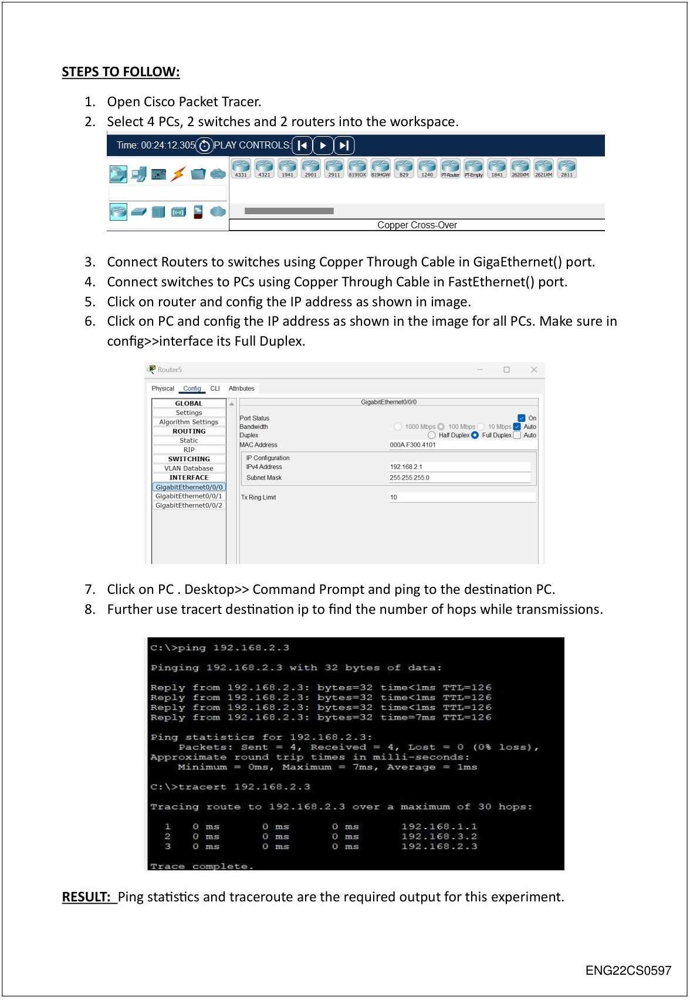 STEPS TO FOLLOW:
1. Open Cisco Packet Tracer.
2. Select 4 PCs, 2 switches and 2 routers into the workspace.
Time: 00:24:12.305 PLAY CONTROLS:
4331 4321 1941 2901 2911 819IOX 819HGW 829 1240 PT-Router PT-Empty 1841 2620XM 2621XM 2811
Copper Cross-Over
3. Connect Routers to switches using Copper Through Cable in GigaEthernet() port.
4. Connect switches to PCs using Copper Through Cable in FastEthernet() port.
5. Click on router and config the IP address as shown in image.
6. Click on PC and config the IP address as shown in the image for all PCs. Make sure in
config>>interface its Full Duplex.
Router5
Physical Config CLI Attributes
GLOBAL
Settings
Algorithm Settings
ROUTING
Static
RIP
SWITCHING
VLAN Database
INTERFACE
GigabitEthernet0/0/0
GigabitEthernet0/0/1
GigabitEthernet0/0/2
GigabitEthernet0/0/0
Port Status On
Bandwidth 1000 Mbps 100 Mbps 10 Mbps Auto
Duplex Half Duplex Full Duplex Auto
MAC Address 000A.F300.4101
IP Configuration
IPv4 Address 192.168.2.1
Subnet Mask 255.255.255.0
Tx Ring Limit 10
7. Click on PC . Desktop>> Command Prompt and ping to the destination PC.
8. Further use tracert destination ip to find the number of hops while transmissions.
C:\>ping 192.168.2.3
Pinging 192.168.2.3 with 32 bytes of data:
Reply from 192.168.2.3: bytes=32 time<1ms TTL=126
Reply from 192.168.2.3: bytes=32 time<1ms TTL=126
Reply from 192.168.2.3: bytes=32 time<1ms TTL=126
Reply from 192.168.2.3: bytes=32 time=7ms TTL=126
Ping statistics for 192.168.2.3:
Packets: Sent = 4, Received = 4, Lost = 0 (0% loss),
Approximate round trip times in milli-seconds:
Minimum = 0ms, Maximum = 7ms, Average = 1ms
C:\>tracert 192.168.2.3
Tracing route to 192.168.2.3 over a maximum of 30 hops:
1 0 ms 0 ms 0 ms 192.168.1.1
2 0 ms 0 ms 0 ms 192.168.3.2
3 0 ms 0 ms 0 ms 192.168.2.3
Trace complete.
RESULT: Ping statistics and traceroute are the required output for this experiment.
ENG22CS0597